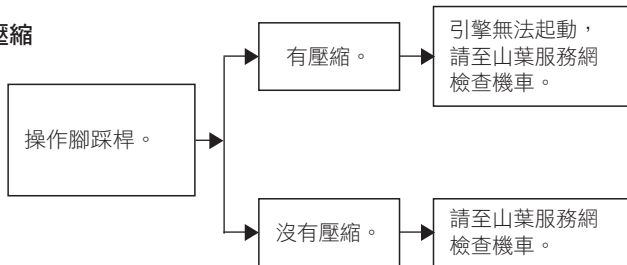 壓縮
操作腳踩桿。
有壓縮。
引擎無法起動，
請至山葉服務網
檢查機車。
沒有壓縮。
請至山葉服務網
檢查機車。